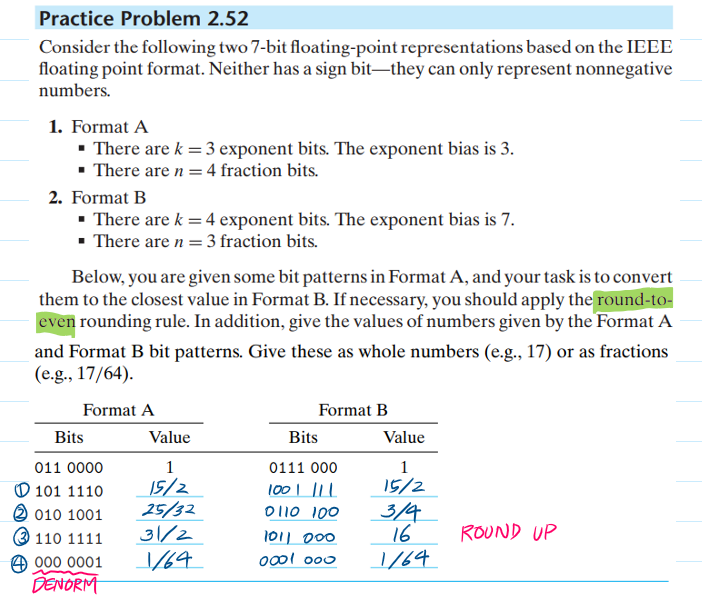 Practice Problem 2.52
Consider the following two 7-bit floating-point representations based on the IEEE
floating point format. Neither has a sign bit—they can only represent nonnegative
numbers.
1. Format A
▪ There are k = 3 exponent bits. The exponent bias is 3.
▪ There are n = 4 fraction bits.
2. Format B
▪ There are k = 4 exponent bits. The exponent bias is 7.
▪ There are n = 3 fraction bits.
Below, you are given some bit patterns in Format A, and your task is to convert
them to the closest value in Format B. If necessary, you should apply the round-to-
even rounding rule. In addition, give the values of numbers given by the Format A
and Format B bit patterns. Give these as whole numbers (e.g., 17) or as fractions
(e.g., 17/64).
Format A Format B
Bits Value Bits Value
011 0000 1 0111 000 1
① 101 1110 15/2 1001 111 15/2
② 010 1001 25/32 0110 100 3/4
③ 110 1111 31/2 1011 000 16 ROUND UP
④ 000 0001 1/64 0001 000 1/64
DENORM